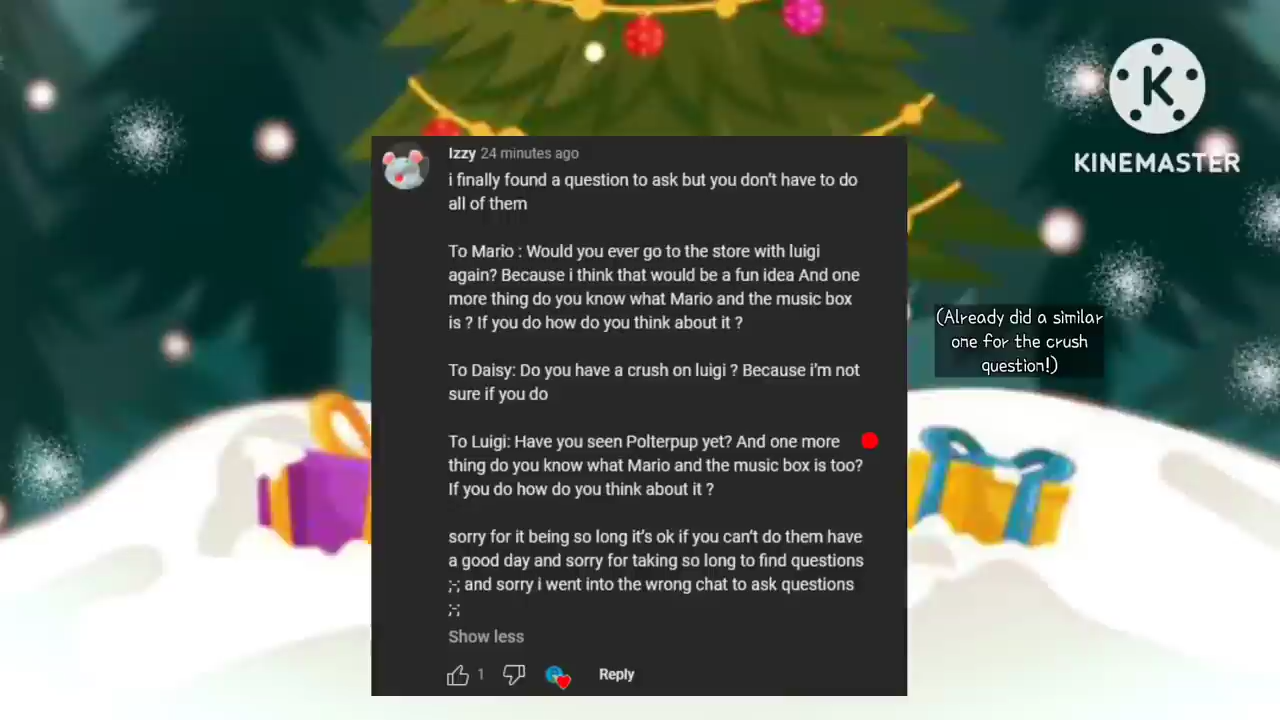 K
KINEMASTER
Izzy 24 minutes ago
i finally found a question to ask but you don't have to do
all of them
To Mario : Would you ever go to the store with luigi
again? Because i think that would be a fun idea And one
more thing do you know what Mario and the music box
is ? If you do how do you think about it ?
To Daisy: Do you have a crush on luigi ? Because i'm not
sure if you do
To Luigi: Have you seen Polterpup yet? And one more
thing do you know what Mario and the music box is too?
If you do how do you think about it ?
sorry for it being so long it's ok if you can't do them have
a good day and sorry for taking so long to find questions
;-; and sorry i went into the wrong chat to ask questions
;-;
Show less
1
Reply
(Already did a similar
one for the crush
question!)